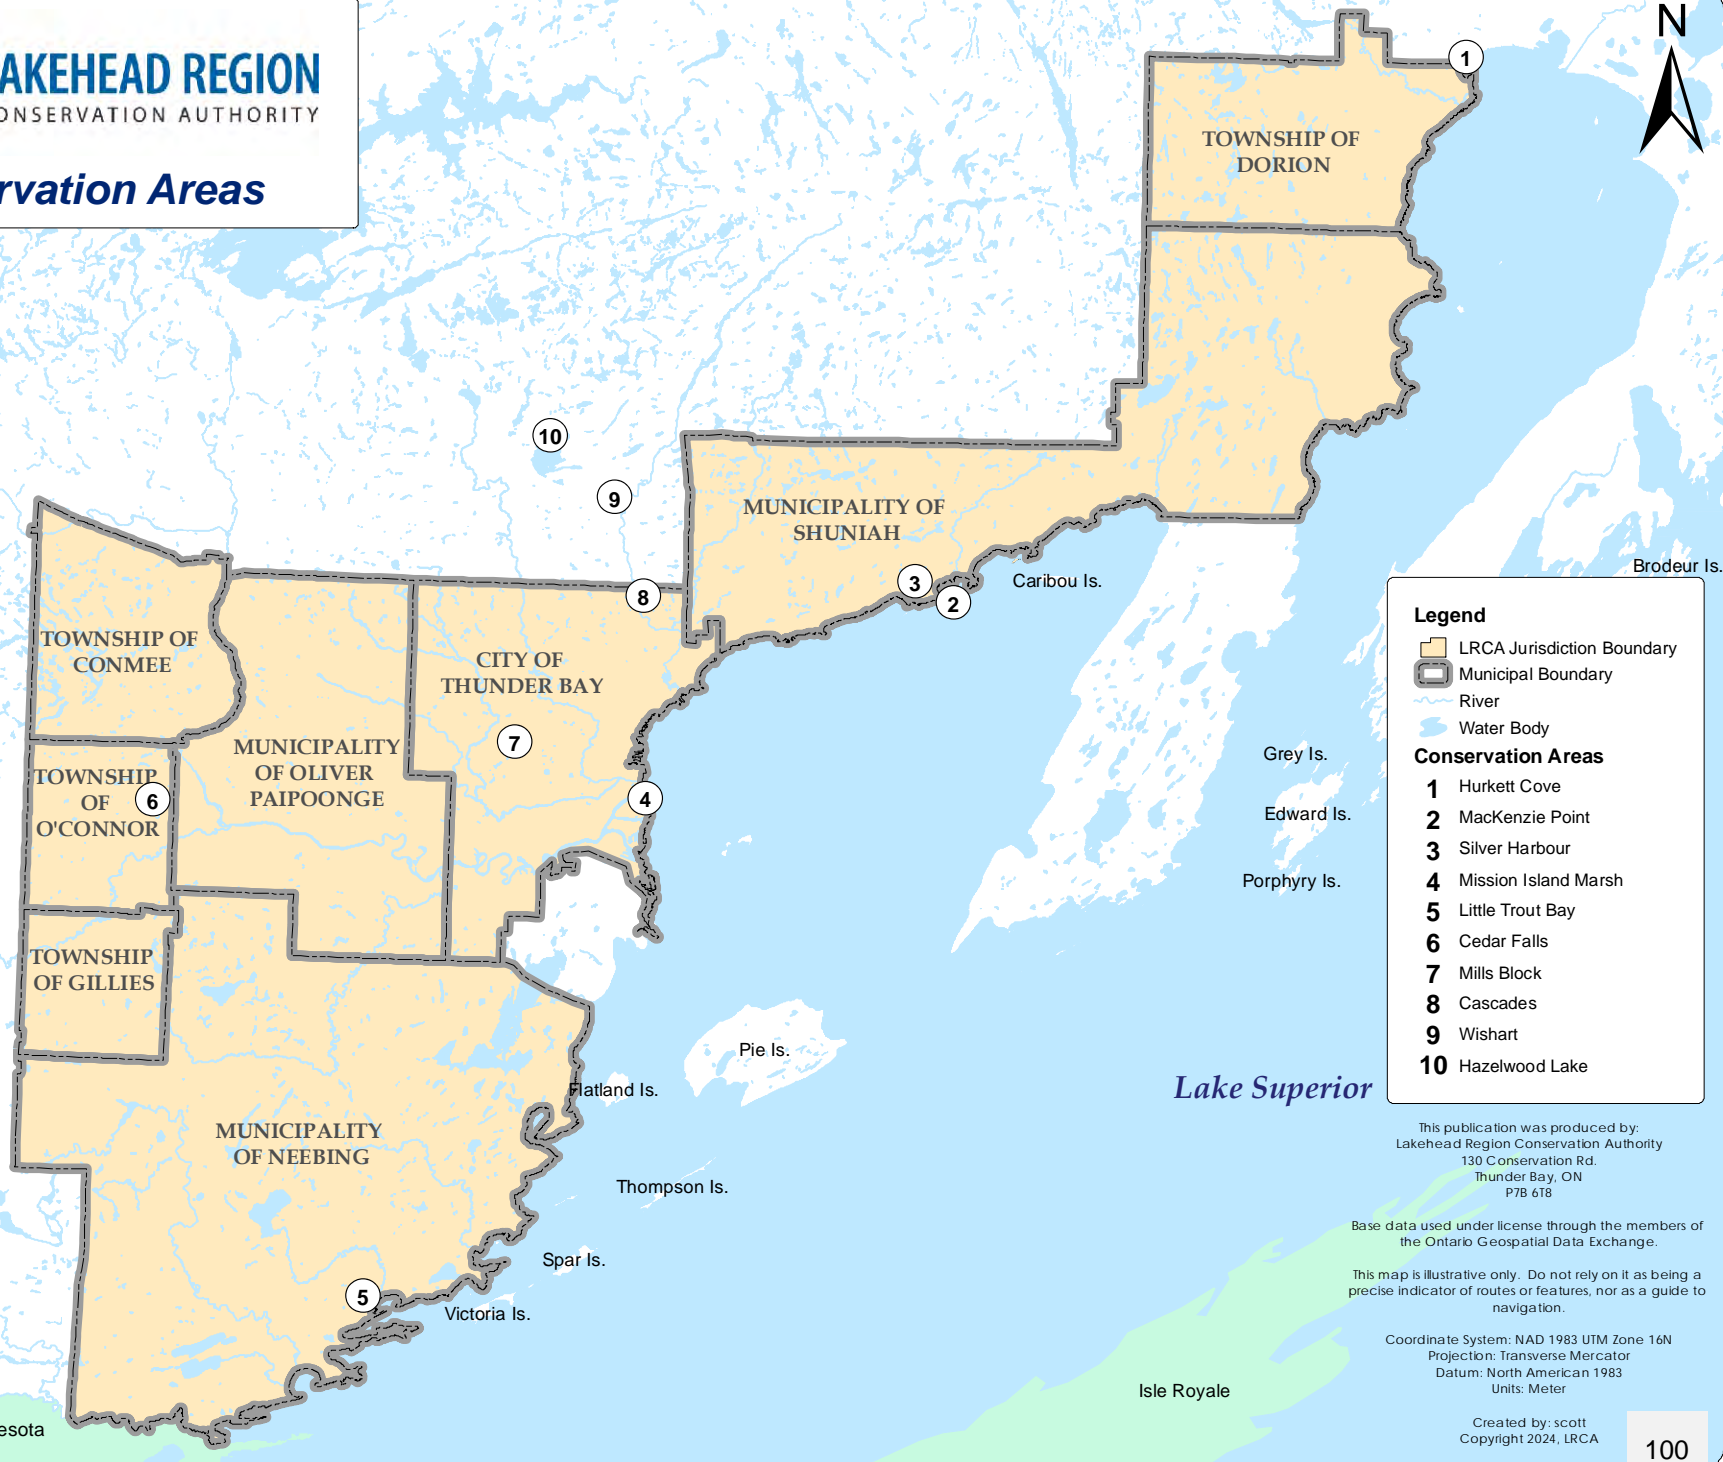 AKEHEAD REGION
ONSERVATION AUTHORITY
rvation Areas
N
1
TOWNSHIP OF
DORION
10
9
MUNICIPALITY OF
SHUNIAH
3
2
Caribou Is.
8
Brodeur Is.
TOWNSHIP OF
CONMEE
CITY OF
THUNDER BAY
7
MUNICIPALITY
OF OLIVER
PAIPOONGE
TOWNSHIP
OF
O'CONNOR
6
4
Grey Is.
Edward Is.
Porphyry Is.
TOWNSHIP
OF GILLIES
Pie Is.
Flatland Is.
Lake Superior
MUNICIPALITY
OF NEEBING
Thompson Is.
Spar Is.
5
Victoria Is.
Isle Royale
esota
Legend
LRCA Jurisdiction Boundary
Municipal Boundary
River
Water Body
Conservation Areas
1 Hurkett Cove
2 MacKenzie Point
3 Silver Harbour
4 Mission Island Marsh
5 Little Trout Bay
6 Cedar Falls
7 Mills Block
8 Cascades
9 Wishart
10 Hazelwood Lake
This publication was produced by:
Lakehead Region Conservation Authority
130 Conservation Rd.
Thunder Bay, ON
P7B 6T8
Base data used under license through the members of
the Ontario Geospatial Data Exchange.
This map is illustrative only. Do not rely on it as being a
precise indicator of routes or features, nor as a guide to
navigation.
Coordinate System: NAD 1983 UTM Zone 16N
Projection: Transverse Mercator
Datum: North American 1983
Units: Meter
Created by: scott
Copyright 2024, LRCA
100